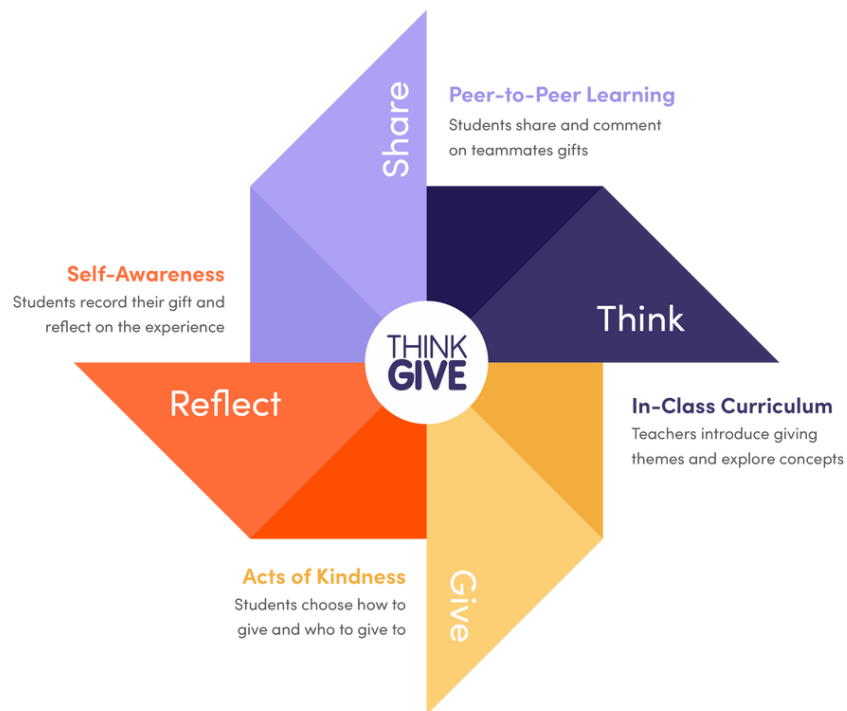 Share
Peer-to-Peer Learning
Students share and comment
on teammates gifts
Think
In-Class Curriculum
Teachers introduce giving
themes and explore concepts
Give
Acts of Kindness
Students choose how to
give and who to give to
Reflect
Self-Awareness
Students record their gift and
reflect on the experience
THINK
GIVE